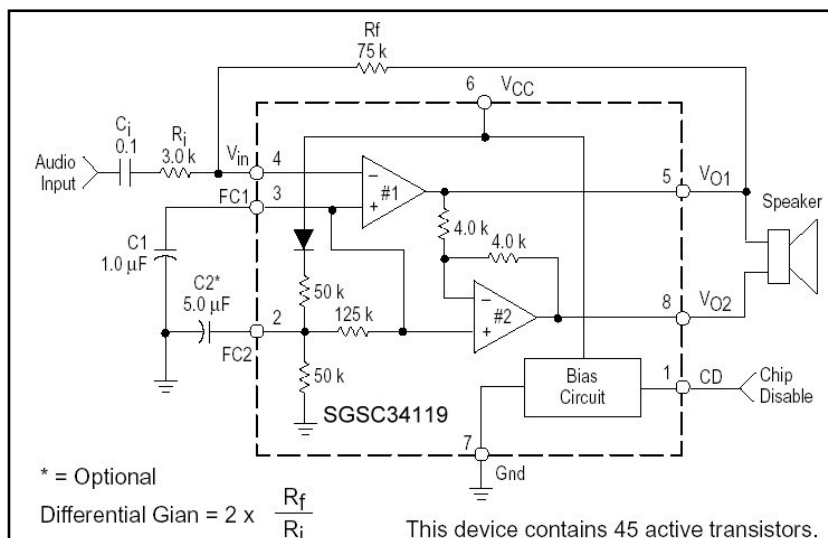 Rf
75 k
6
VCC
Ci
0.1
Ri
3.0 k
Audio
Input
Vin
4
#1
5
VO1
Speaker
FC1
3
C1
1.0 µF
4.0 k
4.0 k
C2*
5.0 µF
50 k
2
125 k
#2
8
VO2
FC2
50 k
Bias
Circuit
1
CD
Chip
Disable
SGSC34119
7
Gnd
* = Optional
Differential Gian = 2 x Rf
Ri
This device contains 45 active transistors.